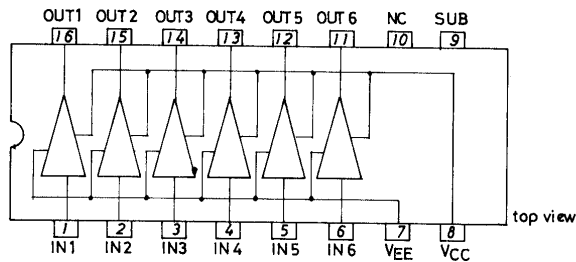 OUT1 OUT2 OUT3 OUT4 OUT5 OUT6 NC SUB
16 15 14 13 12 11 10 9
1 2 3 4 5 6 7 8
IN1 IN2 IN3 IN4 IN5 IN6 VEE VCC
top view